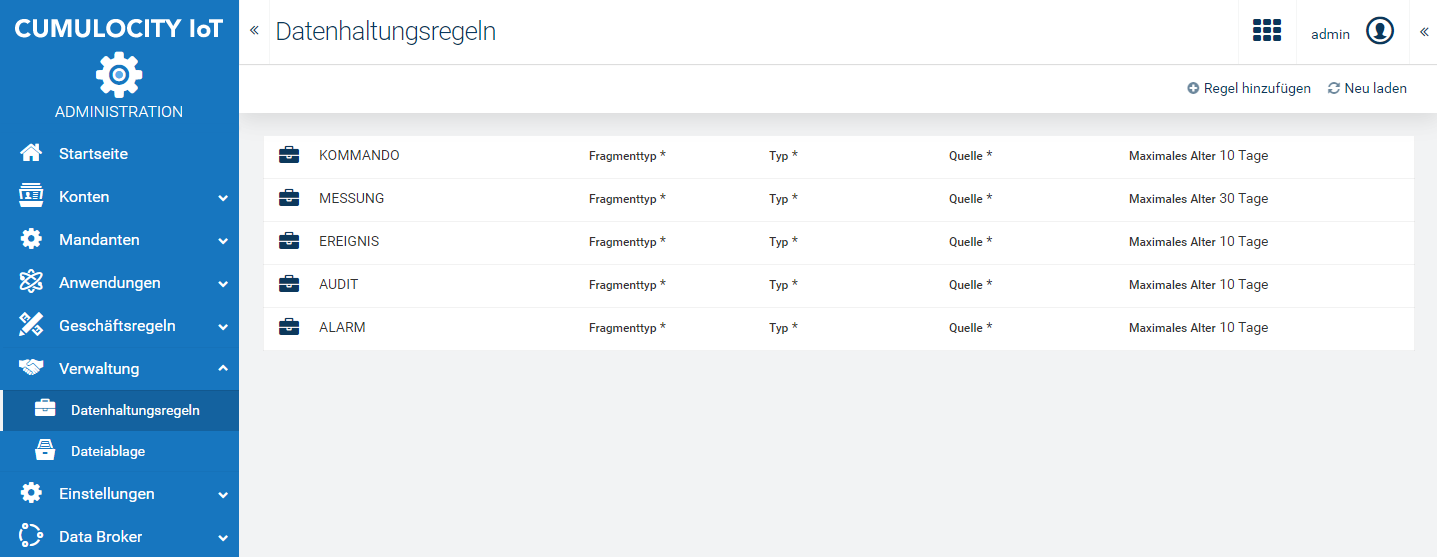 CUMULOCITY IoT
ADMINISTRATION
Startseite
Konten
Mandanten
Anwendungen
Geschäftsregeln
Verwaltung
Datenhaltungsregeln
Dateiablage
Einstellungen
Data Broker
« Datenhaltungsregeln admin «
Regel hinzufügen Neu laden
KOMMANDO Fragmenttyp * Typ * Quelle * Maximales Alter 10 Tage
MESSUNG Fragmenttyp * Typ * Quelle * Maximales Alter 30 Tage
EREIGNIS Fragmenttyp * Typ * Quelle * Maximales Alter 10 Tage
AUDIT Fragmenttyp * Typ * Quelle * Maximales Alter 10 Tage
ALARM Fragmenttyp * Typ * Quelle * Maximales Alter 10 Tage